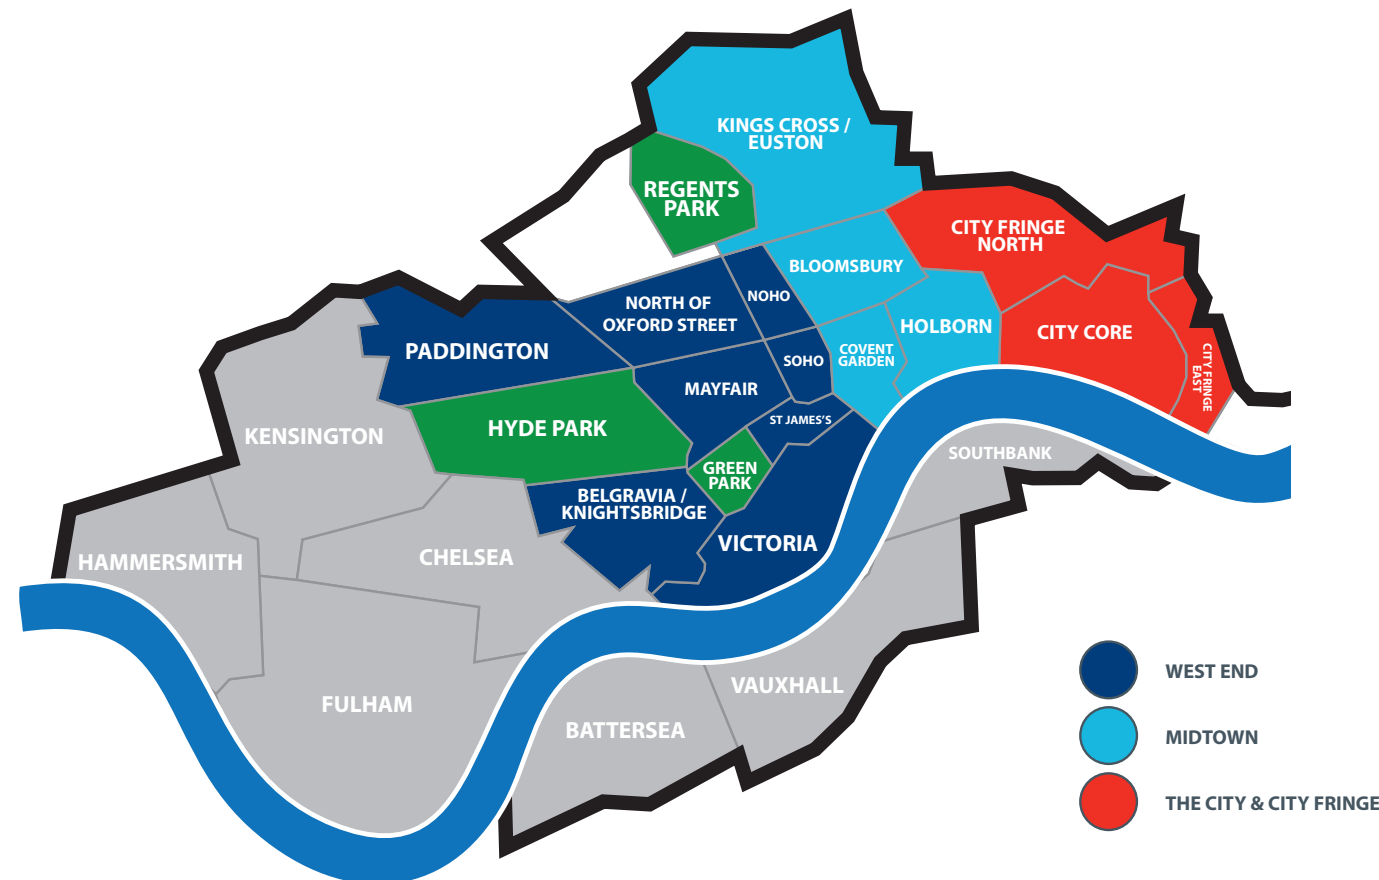 KINGS CROSS /
EUSTON
REGENTS
PARK
CITY FRINGE
NORTH
BLOOMSBURY
NOHO
NORTH OF
OXFORD STREET
HOLBORN
CITY CORE
COVENT
GARDEN
SOHO
PADDINGTON
MAYFAIR
CITY FRINGE
EAST
ST JAMES'S
HYDE PARK
KENSINGTON
SOUTHBANK
GREEN
PARK
BELGRAVIA /
KNIGHTSBRIDGE
VICTORIA
CHELSEA
HAMMERSMITH
VAUXHALL
FULHAM
BATTERSEA
WEST END
MIDTOWN
THE CITY & CITY FRINGE